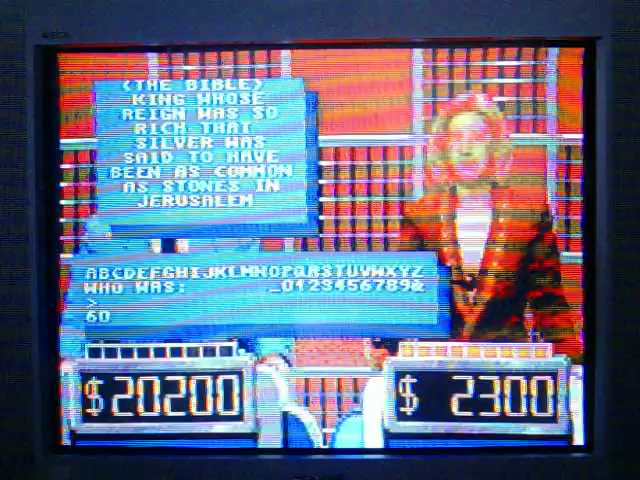 (THE BIBLE)
KING WHOSE
REIGN WAS SO
RICH THAT
SILVER WAS
SAID TO HAVE
BEEN AS COMMON
AS STONES IN
JERUSALEM
ABCDEFGHIJKLMNOPQRSTUVWXYZ
WHO WAS: _0123456789&
>
60
$ 20200
$ 2300